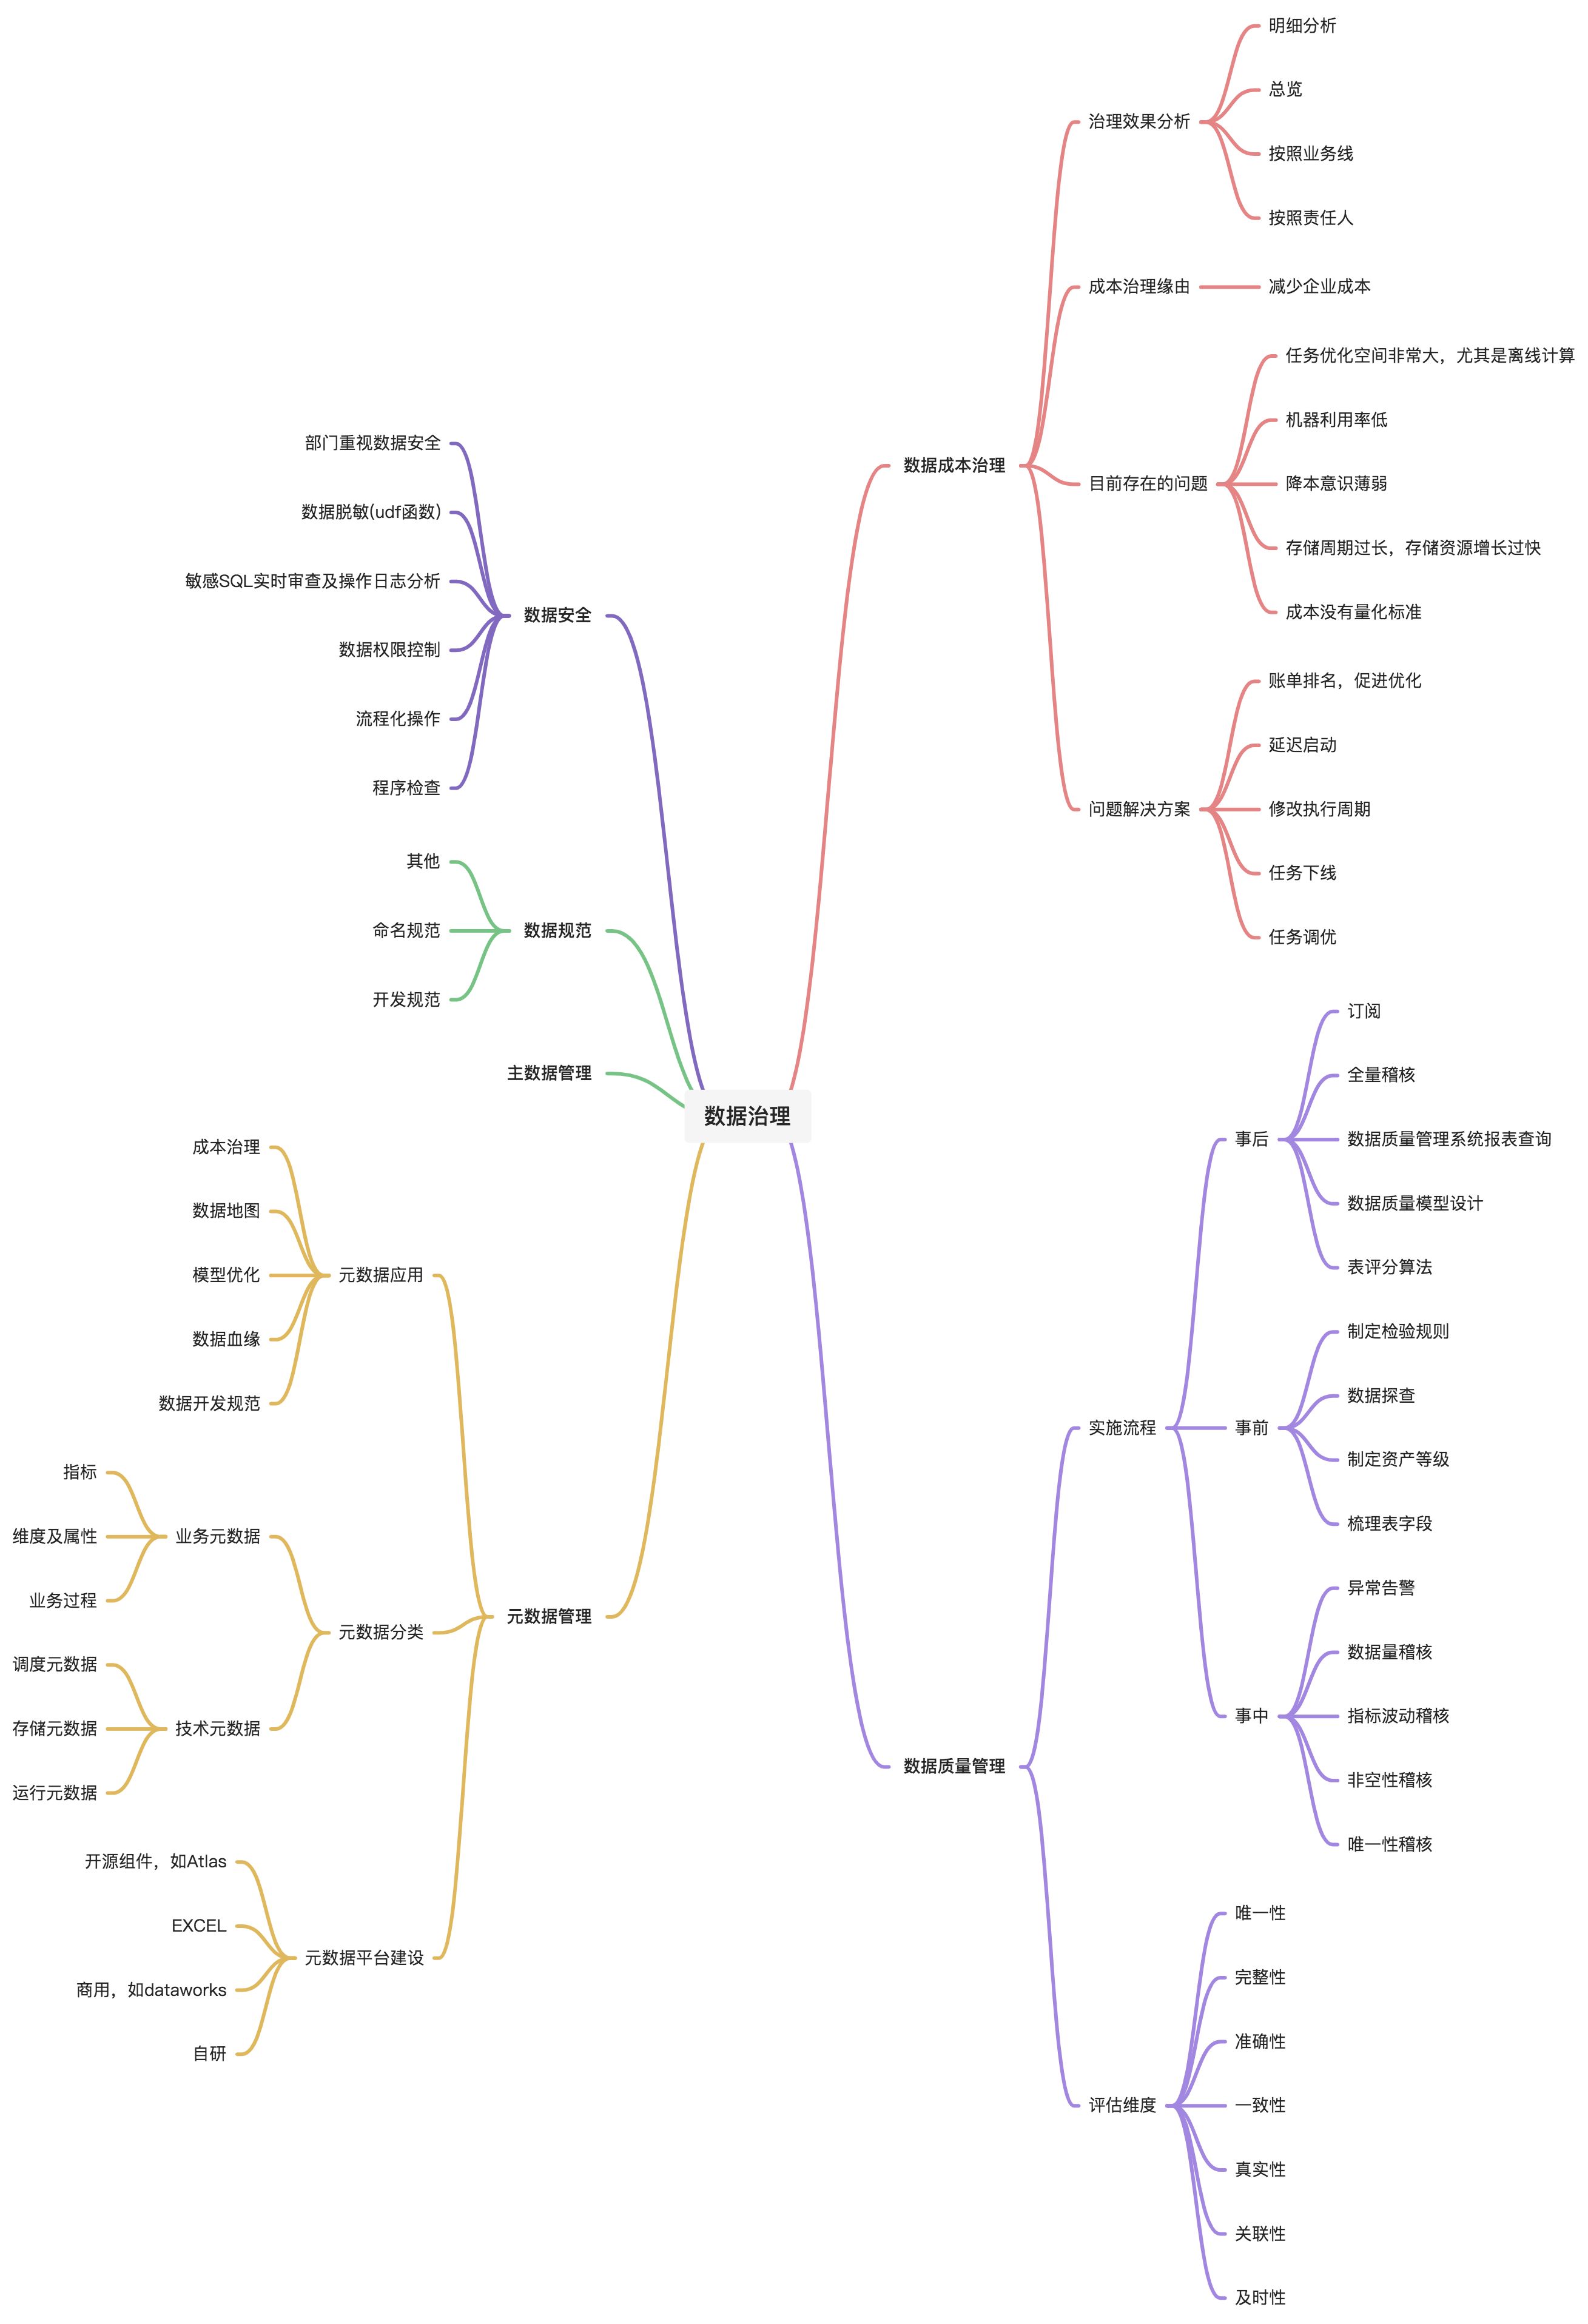 数据治理
数据成本治理
治理效果分析
明细分析
总览
按照业务线
按照责任人
成本治理缘由
减少企业成本
目前存在的问题
任务优化空间非常大，尤其是离线计算
机器利用率低
降本意识薄弱
存储周期过长，存储资源增长过快
成本没有量化标准
问题解决方案
账单排名，促进优化
延迟启动
修改执行周期
任务下线
任务调优
数据质量管理
实施流程
事后
订阅
全量稽核
数据质量管理系统报表查询
数据质量模型设计
表评分算法
事前
制定检验规则
数据探查
制定资产等级
梳理表字段
事中
异常告警
数据量稽核
指标波动稽核
非空性稽核
唯一性稽核
评估维度
唯一性
完整性
准确性
一致性
真实性
关联性
及时性
数据安全
部门重视数据安全
数据脱敏(udf函数)
敏感SQL实时审查及操作日志分析
数据权限控制
流程化操作
程序检查
数据规范
其他
命名规范
开发规范
主数据管理
元数据管理
元数据应用
成本治理
数据地图
模型优化
数据血缘
数据开发规范
元数据分类
业务元数据
指标
维度及属性
业务过程
技术元数据
调度元数据
存储元数据
运行元数据
元数据平台建设
开源组件，如Atlas
EXCEL
商用，如dataworks
自研